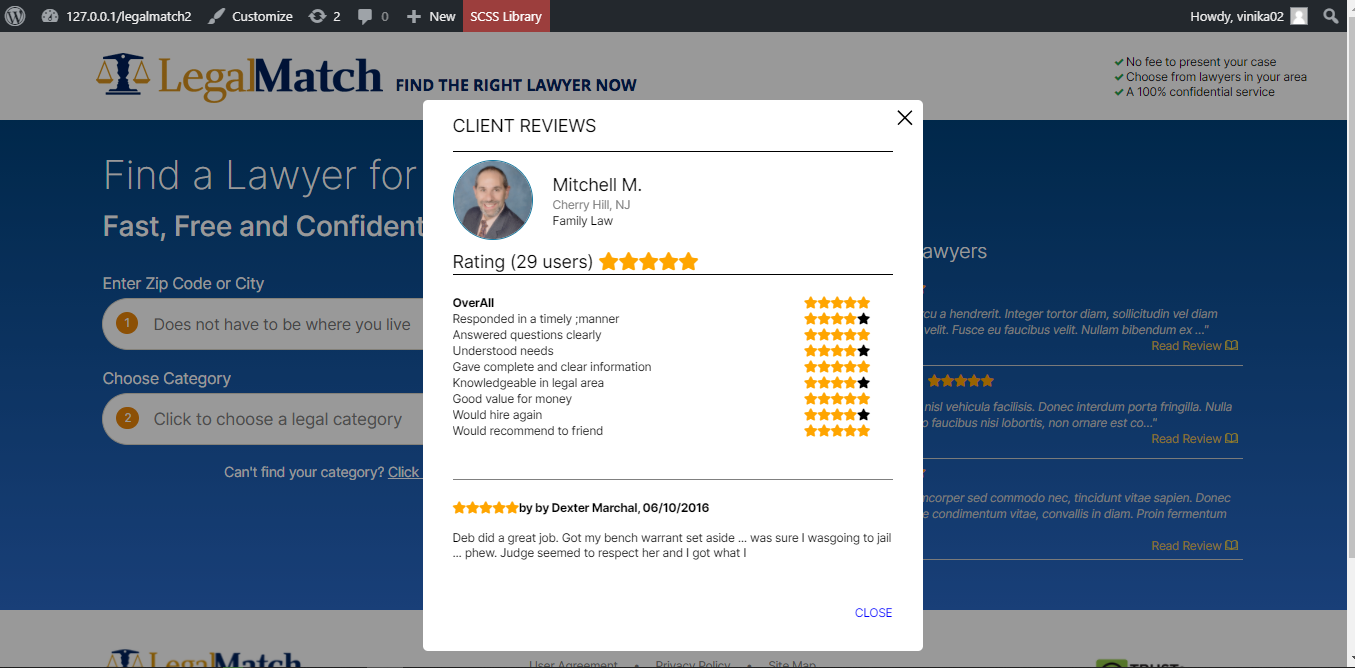 127.0.0.1/legalmatch2 Customize 2 0 New SCSS Library Howdy, vinika02
LegalMatch FIND THE RIGHT LAWYER NOW
No fee to present your case
Choose from lawyers in your area
A 100% confidential service
Find a Lawyer for
Fast, Free and Confident
Enter Zip Code or City
1 Does not have to be where you live
Choose Category
2 Click to choose a legal category
Can't find your category? Click
CLIENT REVIEWS
Mitchell M.
Cherry Hill, NJ
Family Law
Rating (29 users)
OverAll
Responded in a timely ;manner
Answered questions clearly
Understood needs
Gave complete and clear information
Knowledgeable in legal area
Good value for money
Would hire again
Would recommend to friend
by by Dexter Marchal, 06/10/2016
Deb did a great job. Got my bench warrant set aside ... was sure I wasgoing to jail
... phew. Judge seemed to respect her and I got what I
CLOSE
awyers
cu a hendrerit. Integer tortor diam, sollicitudin vel diam
velit. Fusce eu faucibus velit. Nullam bibendum ex ..."
Read Review
nisl vehicula facilisis. Donec interdum porta fringilla. Nulla
o faucibus nisi lobortis, non ornare est co..."
Read Review
ncorper sed commodo nec, tincidunt vitae sapien. Donec
e condimentum vitae, convallis in diam. Proin fermentum
Read Review
LegalMatch
User Agreement • Privacy Policy • Site Map
TRUST